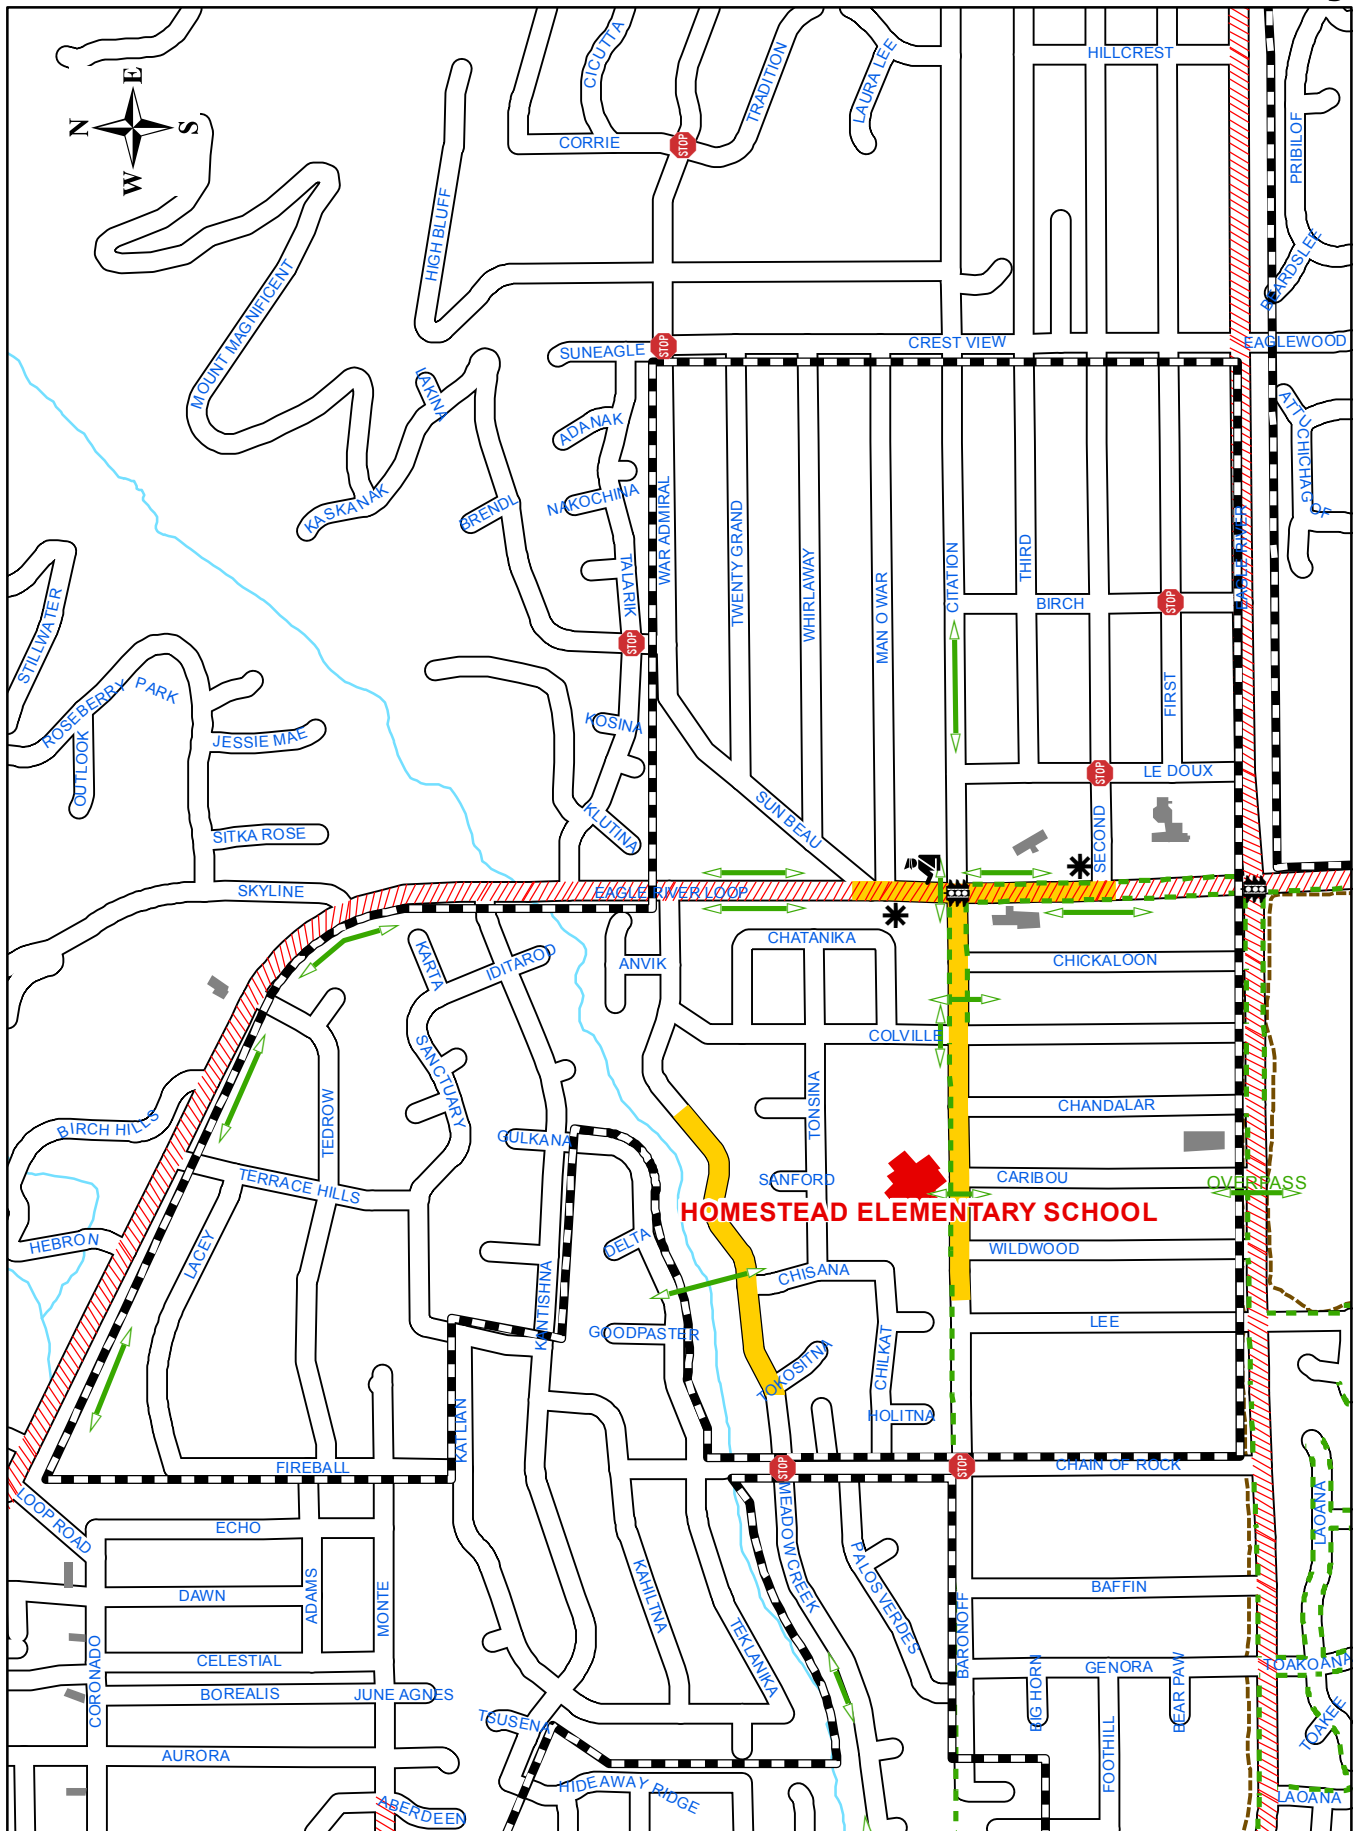 E
N
S
W
CICUTTA
TRADITION
LAURA LEE
HILLCREST
PRIBILOF
CORRIE
STOP
HIGH BLUFF
BEARDSLEE
MOUNT MAGNIFICENT
SUNEAGLE
STOP
CREST VIEW
EAGLEWOOD
IAKINA
ADANAK
ATTU
CHICHAGOF
KASKANAK
BRENDL
NAKOCHINA
WAR ADMIRAL
TWENTY GRAND
WHIRLAWAY
MAN O WAR
CITATION
THIRD
EAGLE RIVER
TALARIK
BIRCH
STOP
STOP
STILLWATER
ROSEBERRY
PARK
OUTLOOK
JESSIE MAE
KOSINA
FIRST
STOP
LE DOUX
SITKA ROSE
KLUTINA
SUN BEAU
SECOND
SKYLINE
EAGLE RIVER LOOP
KARTA
IDITAROD
ANVIK
CHATANIKA
CHICKALOON
SANCTUARY
COLVILLE
BIRCH HILLS
TEDROW
GULKANA
TONSINA
CHANDALAR
TERRACE HILLS
SANFORD
CARIBOU
OVERPASS
HOMESTEAD ELEMENTARY SCHOOL
HEBRON
LACEY
DELTA
WILDWOOD
KANTISHNA
CHISANA
GOODPASTER
LEE
TOKOSITNA
CHILKAT
HOLITNA
KATLIAN
FIREBALL
STOP
STOP
CHAIN OF ROCK
LOOP ROAD
ECHO
MEADOW CREEK
LAOANA
DAWN
ADAMS
MONTE
KAHILTNA
TEKLANIKA
PALOS VERDES
BARONOFF
BAFFIN
CORONADO
CELESTIAL
BOREALIS
JUNE AGNES
GENORA
BIG HORN
BEAR PAW
TOAKOANA
TSUSENA
TOAKEE
AURORA
FOOTHILL
HIDEAWAY RIDGE
ABERDEEN
LAOANA